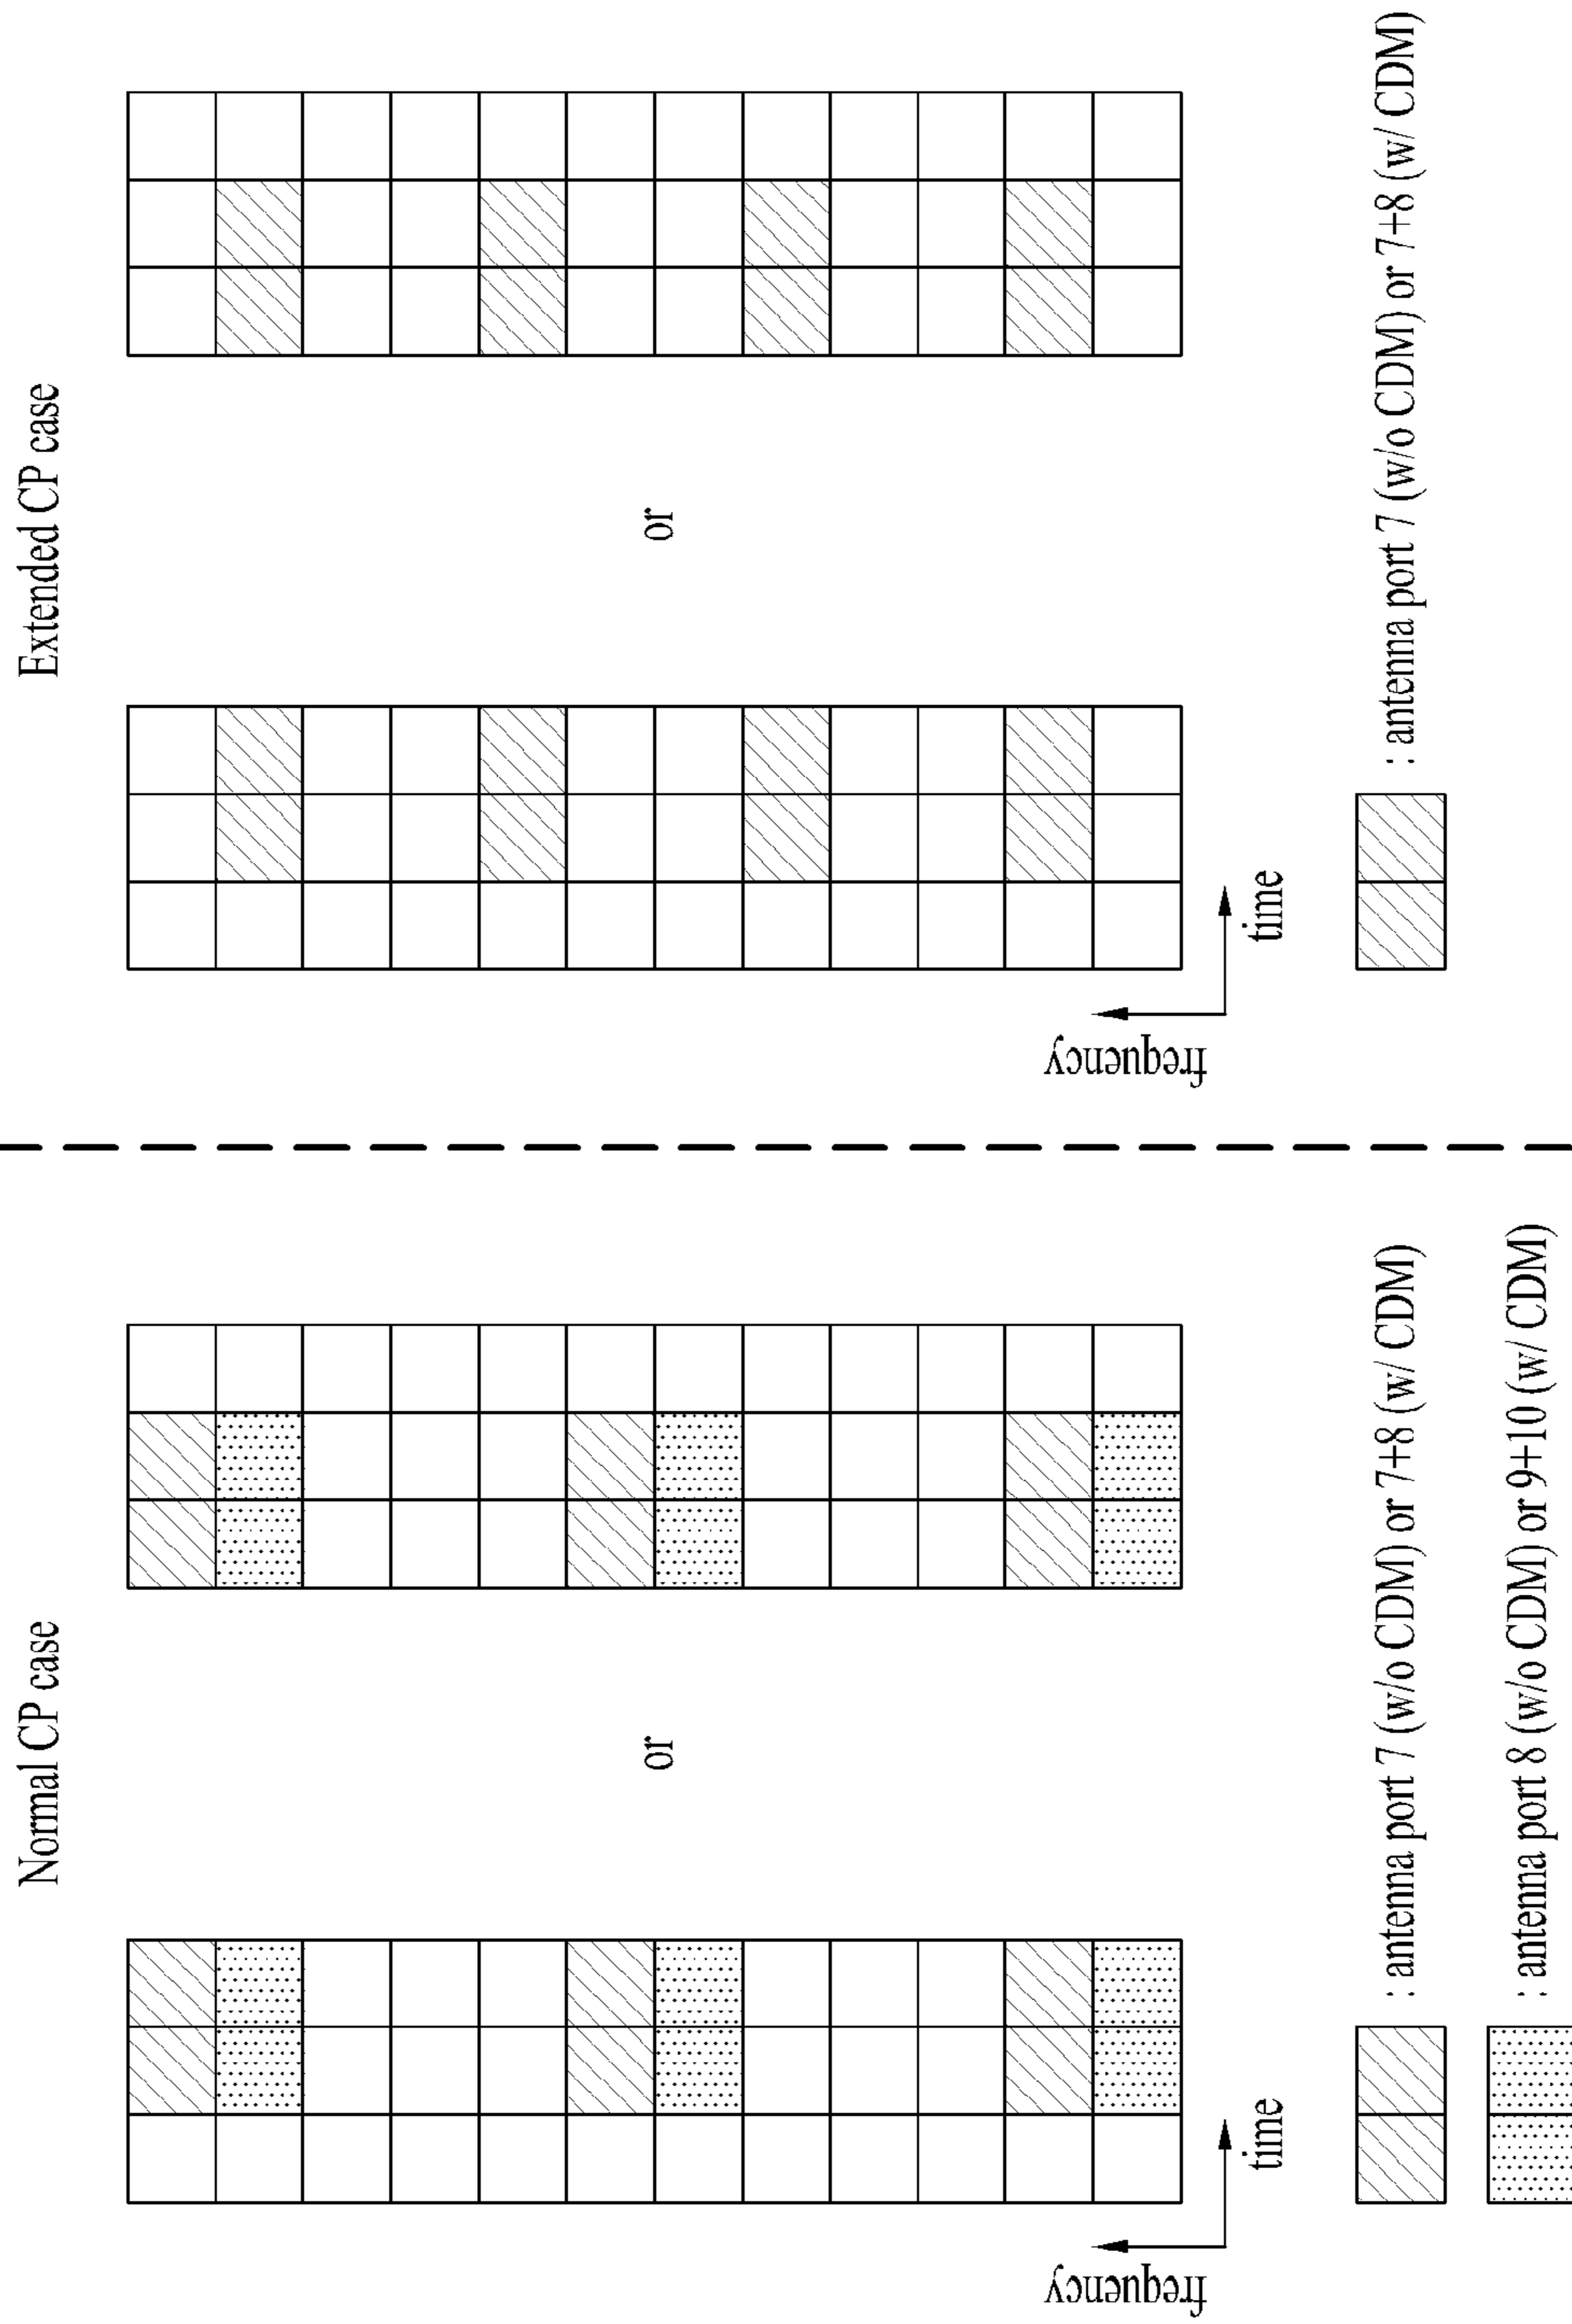 Normal CP case
or
frequency
time
: antenna port 7 (w/o CDM) or 7+8 (w/ CDM)
: antenna port 8 (w/o CDM) or 9+10 (w/ CDM)
Extended CP case
or
frequency
time
: antenna port 7 (w/o CDM) or 7+8 (w/ CDM)